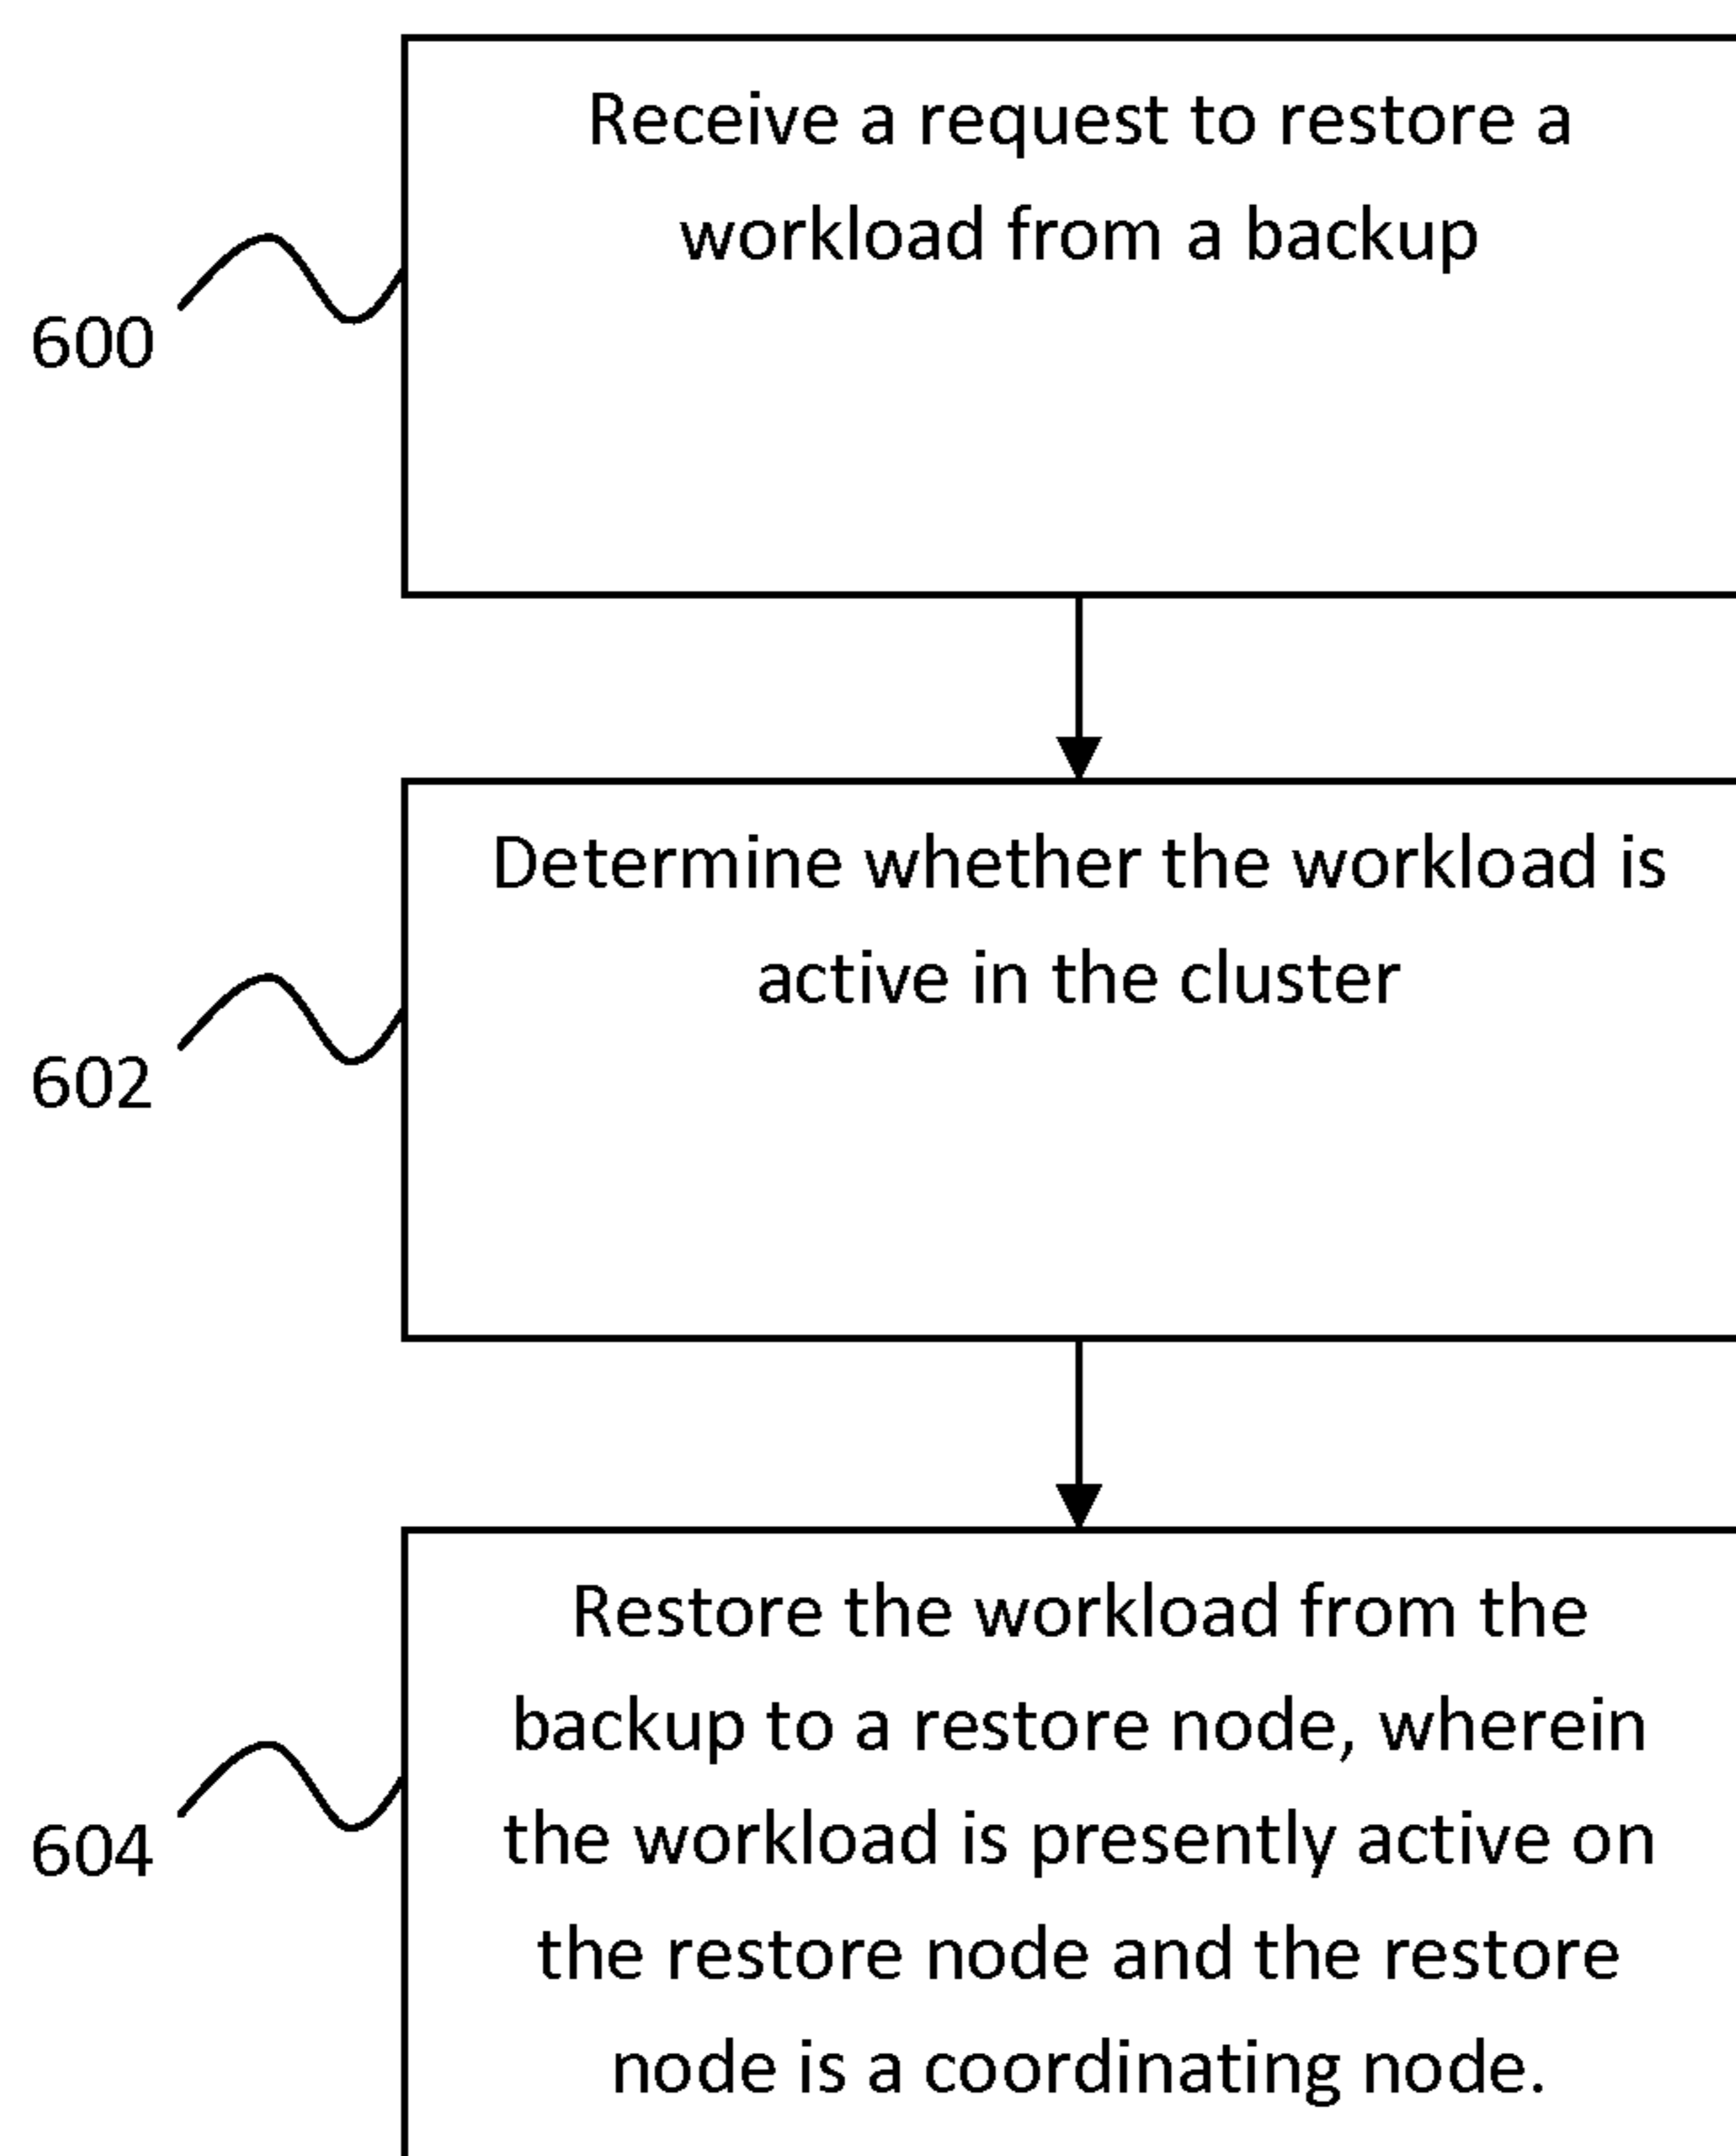 Receive a request to restore a
workload from a backup
600
Determine whether the workload is
active in the cluster
602
Restore the workload from the
backup to a restore node, wherein
the workload is presently active on
the restore node and the restore
node is a coordinating node.
604